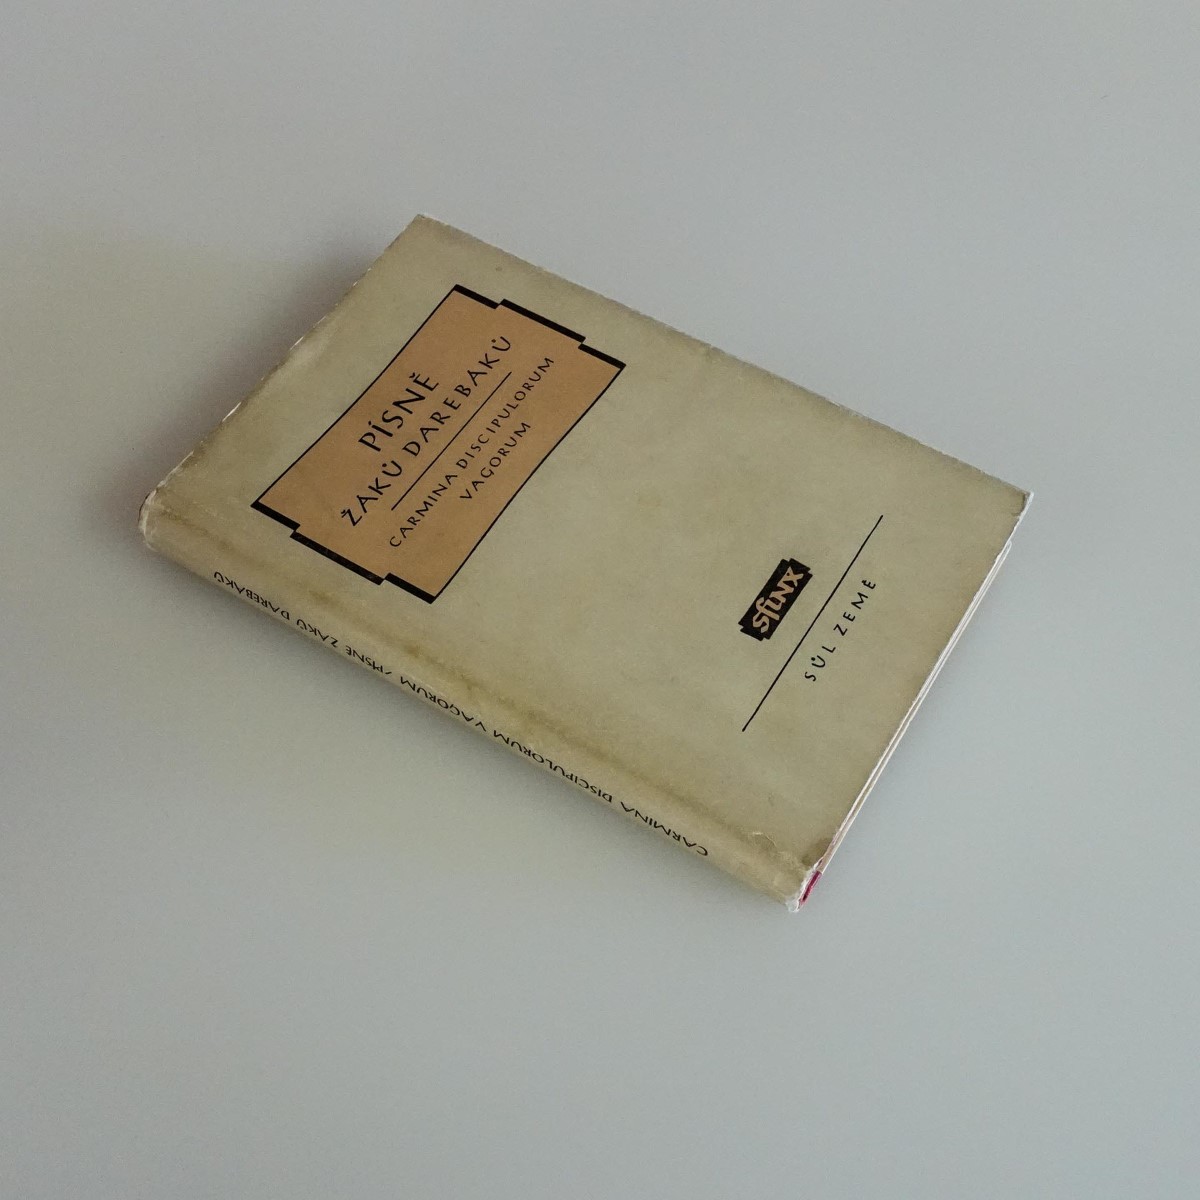 PÍSNĚ
ŽÁKŮ DAREBÁKŮ
CARMINA DISCIPULORUM
VAGORUM
sfinx
SŮL ZEMĚ
CARMINA DISCIPULORUM VAGORUM / PÍSNĚ ŽÁKŮ DAREBÁKŮ